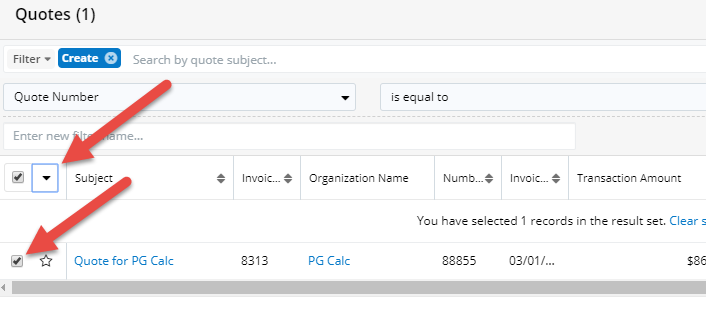 Quotes (1)
Filter Create Search by quote subject...
Quote Number is equal to
Enter new name...
Subject Invoic... Organization Name Numb... Invoic... Transaction Amount
You have selected 1 records in the result set. Clear s
Quote for PG Calc 8313 PG Calc 88855 03/01/... $86